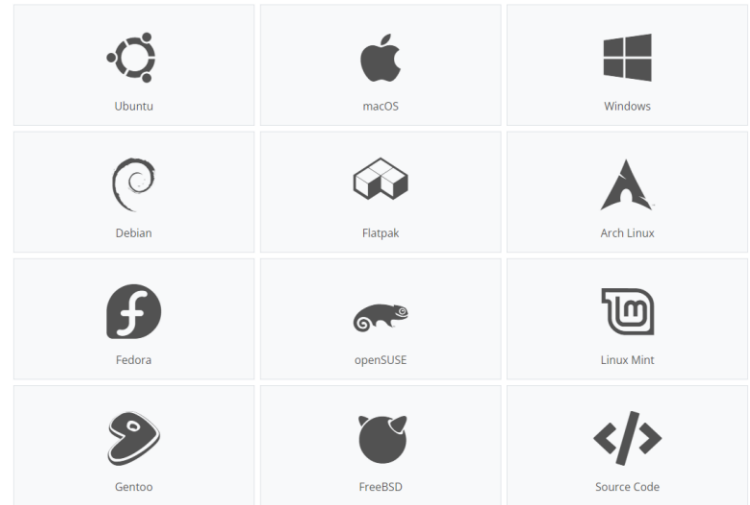 Ubuntu
macOS
Windows
Debian
Flatpak
Arch Linux
Fedora
openSUSE
Linux Mint
Gentoo
FreeBSD
Source Code